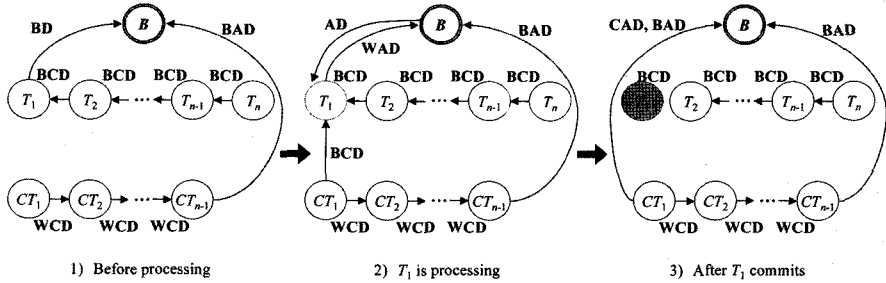 BD B BAD
BCD BCD BCD BCD
T1 T2 ... Tn-1 Tn
CT1 CT2 ... CTn-1
WCD WCD WCD
1) Before processing
AD B BAD
WAD
BCD BCD BCD BCD
T1 T2 ... Tn-1 Tn
BCD
CT1 CT2 ... CTn-1
WCD WCD WCD
2) T1 is processing
CAD, BAD B BAD
BCD BCD BCD BCD
T2 ... Tn-1 Tn
CT1 CT2 ... CTn-1
WCD WCD WCD
3) After T1 commits